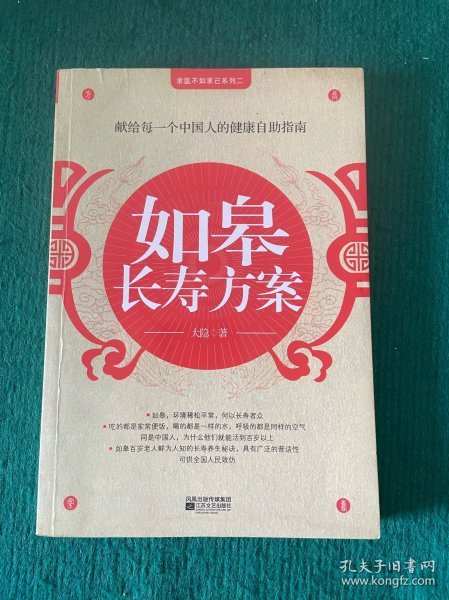 求医不如求己系列二
献给每一个中国人的健康自助指南
如皋
长寿方案
大隐 著
如皋，环境稀松平常，何以长寿者众
吃的都是家常便饭，喝的都是一样的水，呼吸的都是同样的空气
同是中国人，为什么他们就能活到百岁以上
如皋百岁老人鲜为人知的长寿养生秘诀，具有广泛的普适性
可供全国人民效仿
凤凰出版传媒集团
江苏文艺出版社
孔夫子旧书网
www.kongfz.com